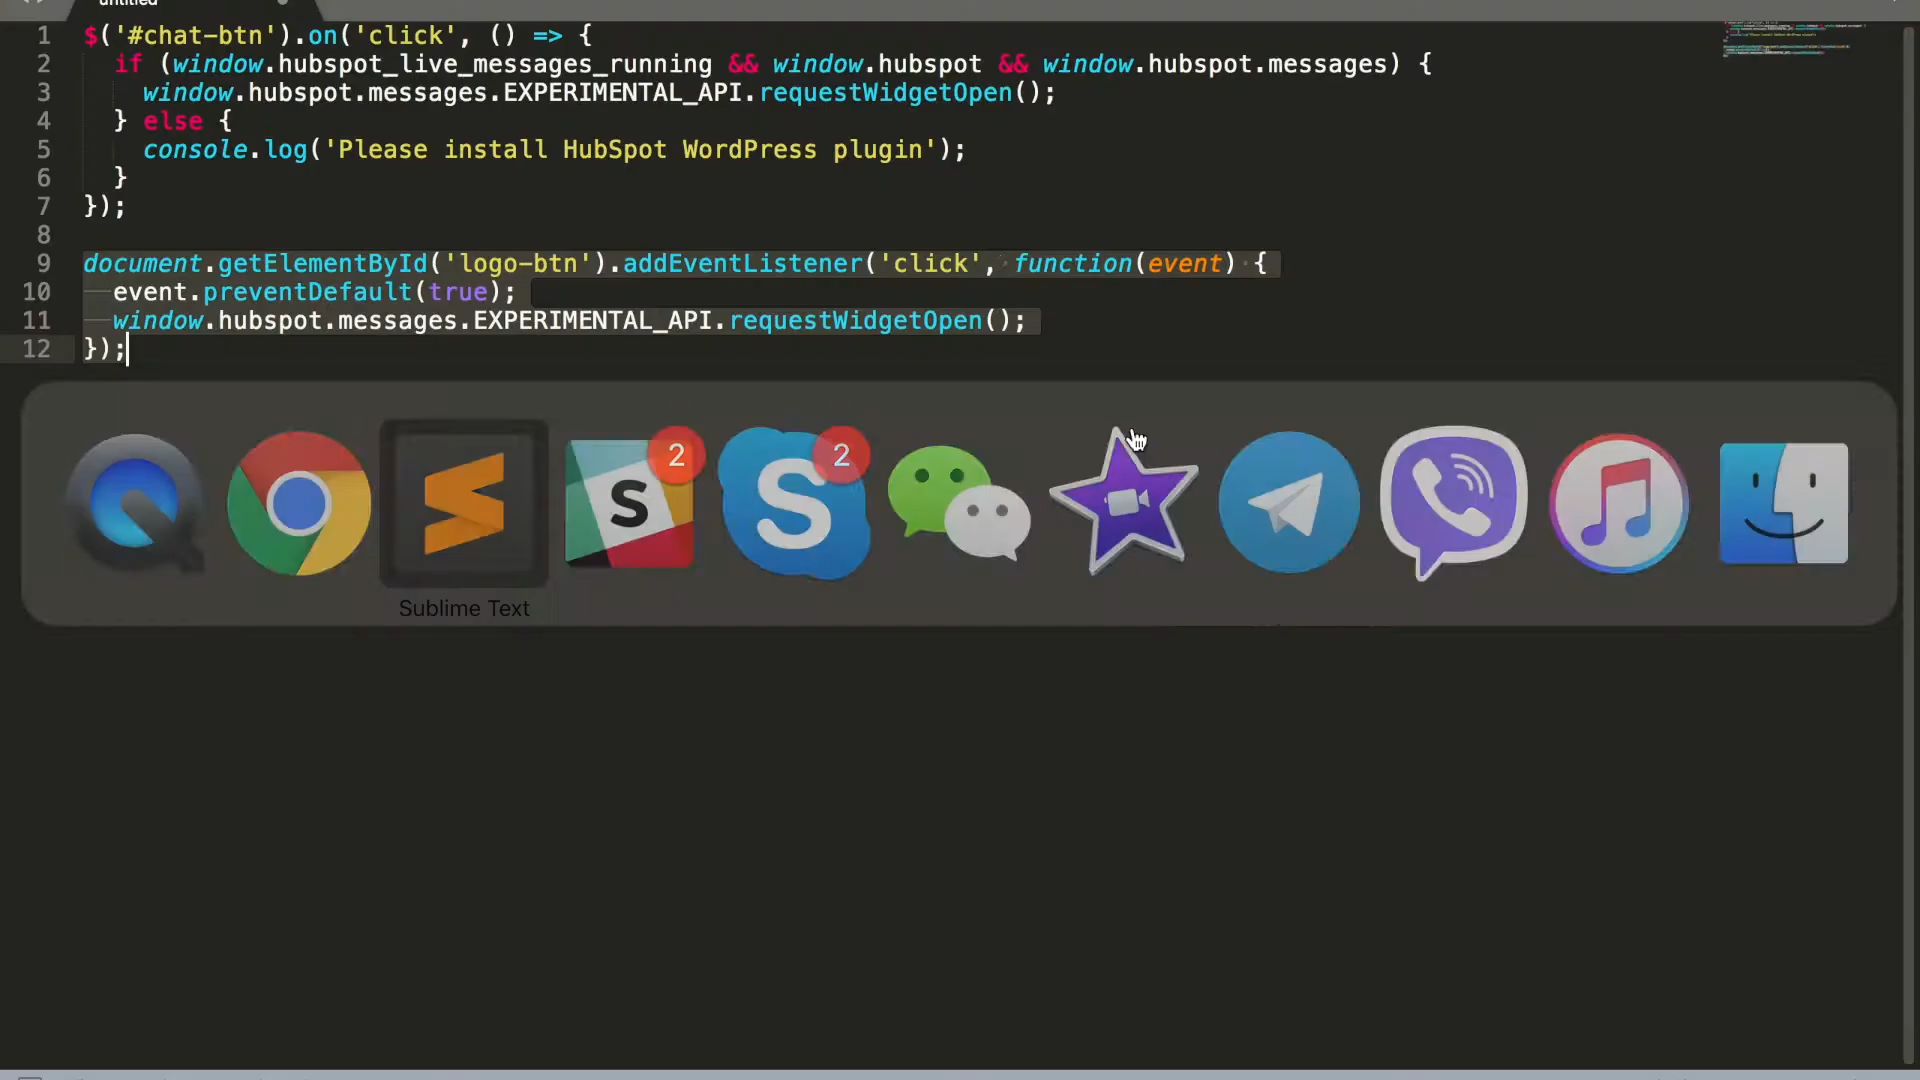 untitled
1 $('#chat-btn').on('click', () => {
2 if (window.hubspot_live_messages_running && window.hubspot && window.hubspot.messages) {
3 window.hubspot.messages.EXPERIMENTAL_API.requestWidgetOpen();
4 } else {
5 console.log('Please install HubSpot WordPress plugin');
6 }
7 });
8
9 document.getElementById('logo-btn').addEventListener('click', function(event) {
10 event.preventDefault(true);
11 window.hubspot.messages.EXPERIMENTAL_API.requestWidgetOpen();
12 });
2 2
Sublime Text